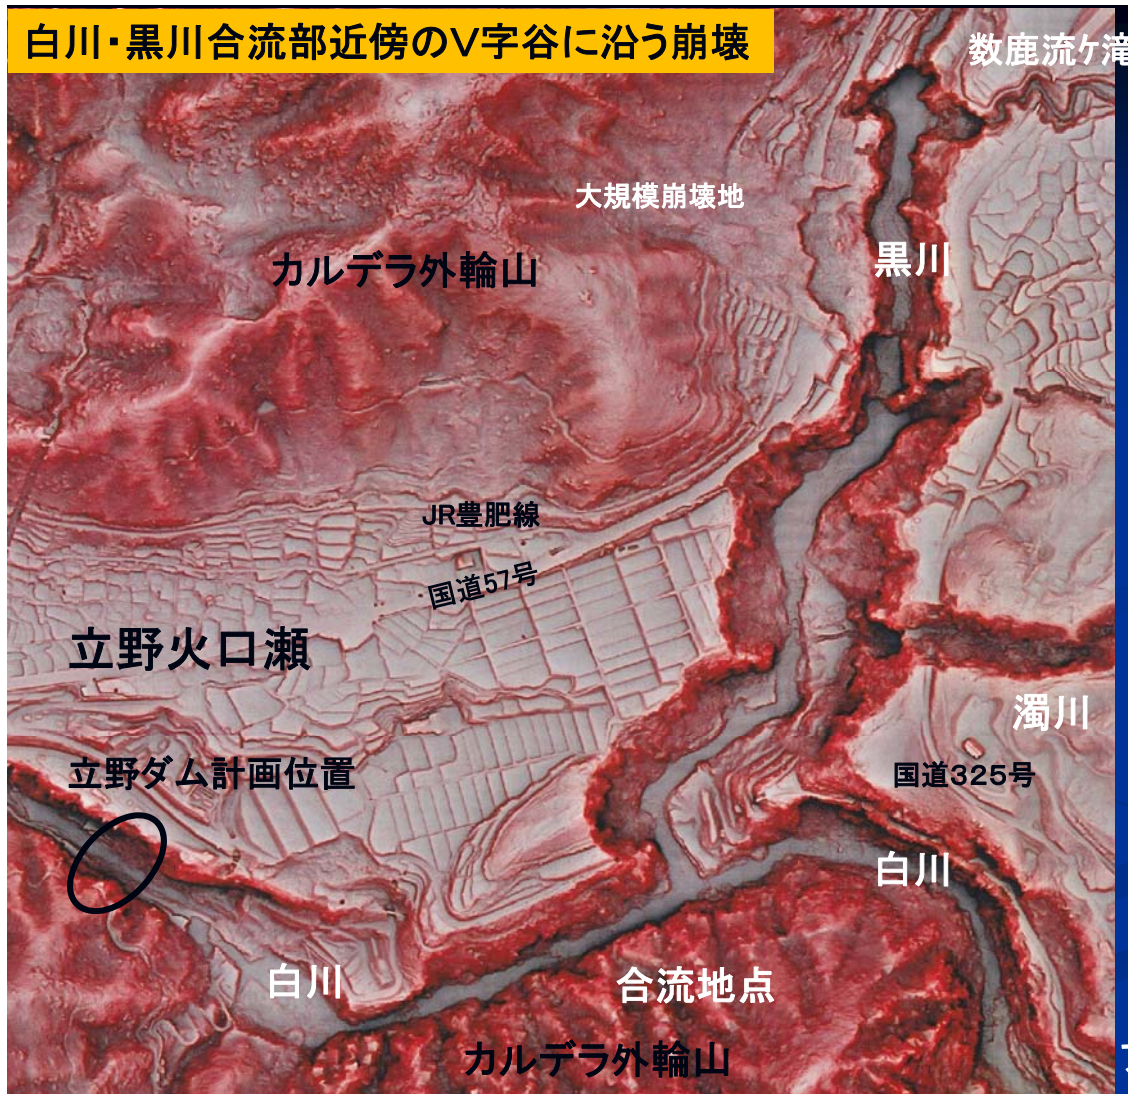 白川・黒川合流部近傍のV字谷に沿う崩壊
数鹿流ケ滝
大規模崩壊地
黒川
カルデラ外輪山
JR豊肥線
国道57号
立野火口瀬
濁川
立野ダム計画位置
国道325号
白川
白川
合流地点
カルデラ外輪山